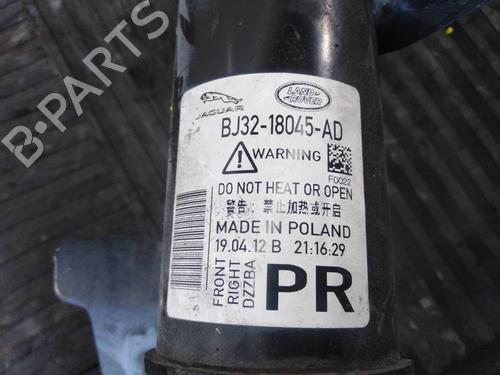 JAGUAR
LAND-
ROVER
BJ32-18045-AD
WARNING
F0022
DO NOT HEAT OR OPEN
警告: 禁止加热或开启
MADE IN POLAND
19.04.12 B 21:16:29
FRONT
RIGHT
DZZBA
PR
B-PARTS